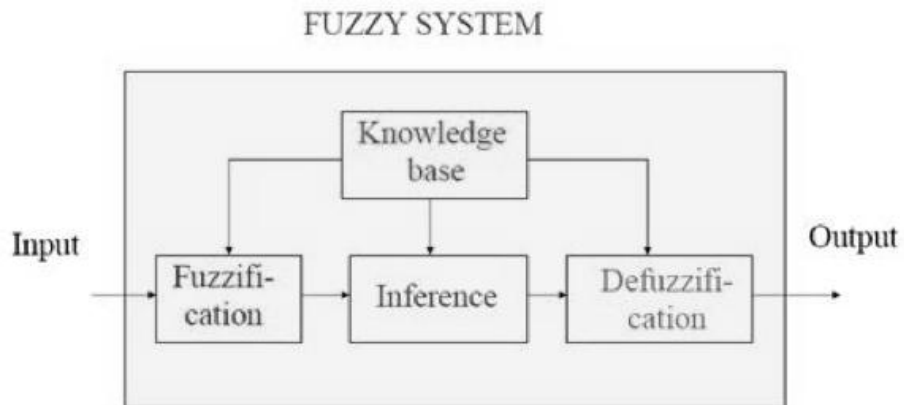 FUZZY SYSTEM
Knowledge
base
Input
Output
Fuzzifi-
cation
Inference
Defuzzifi-
cation